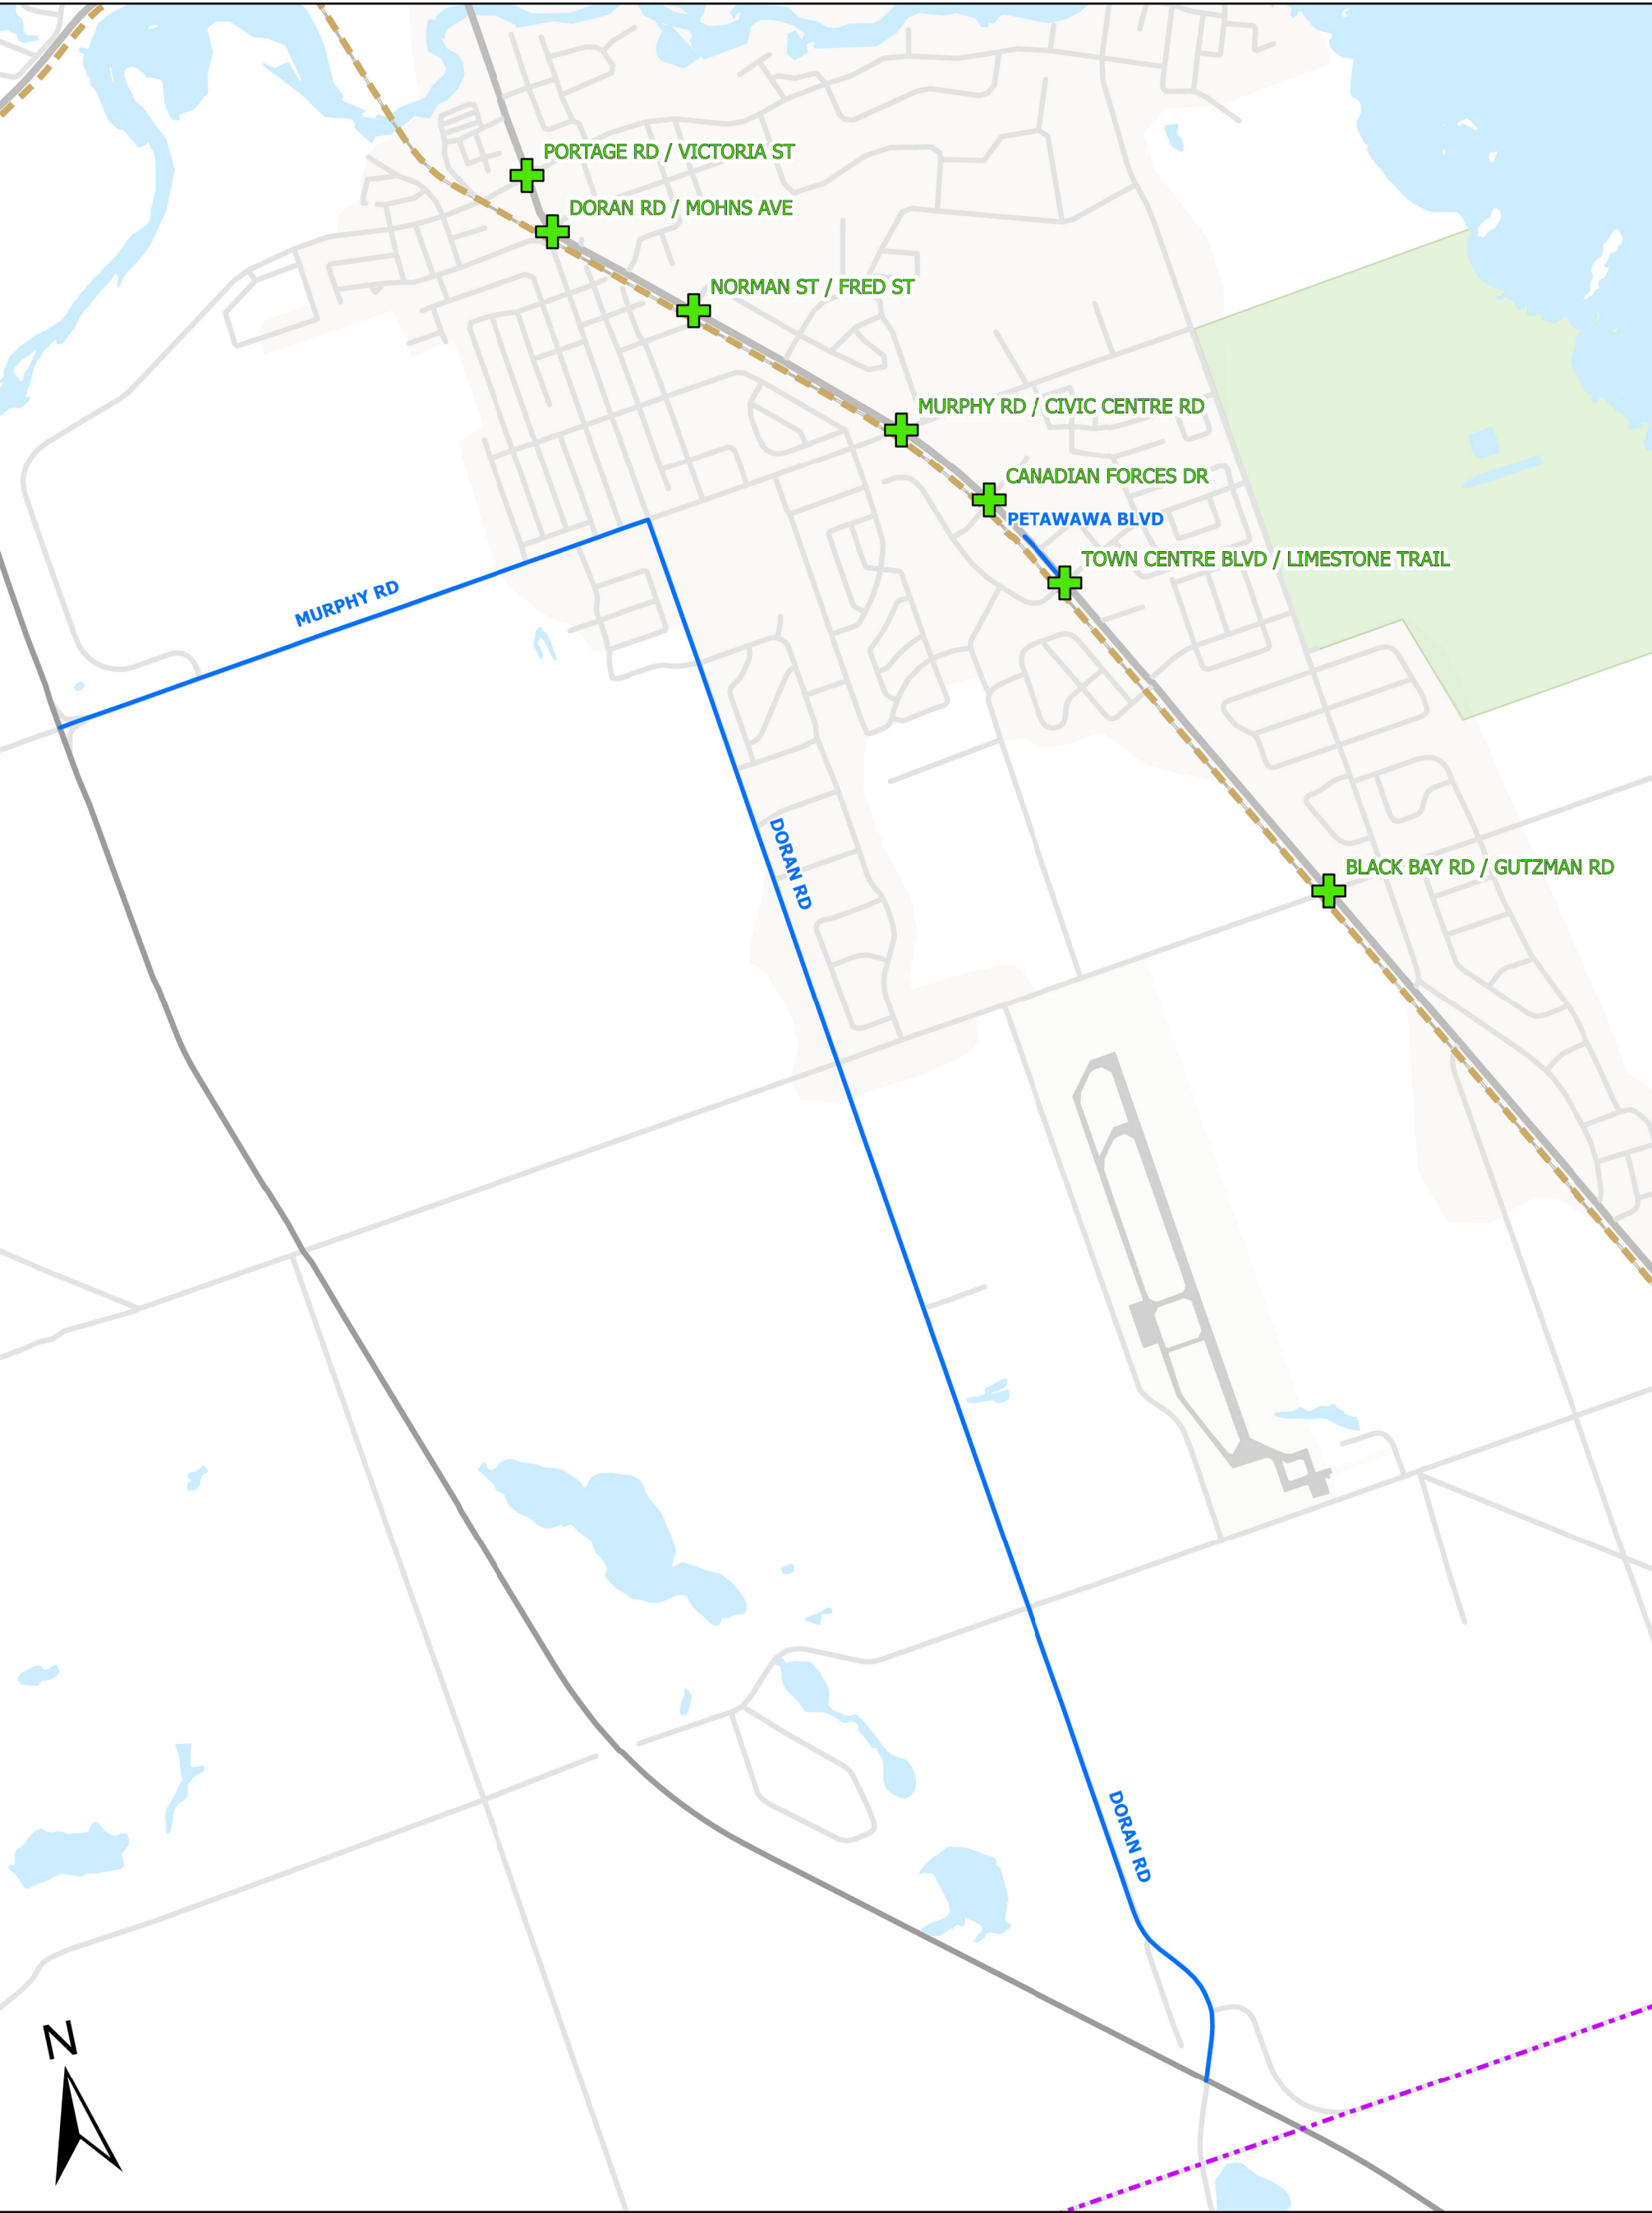 PORTAGE RD / VICTORIA ST
DORAN RD / MOHNS AVE
NORMAN ST / FRED ST
MURPHY RD / CIVIC CENTRE RD
CANADIAN FORCES DR
PETAWAWA BLVD
TOWN CENTRE BLVD / LIMESTONE TRAIL
MURPHY RD
DORAN RD
BLACK BAY RD / GUTZMAN RD
DORAN RD
N